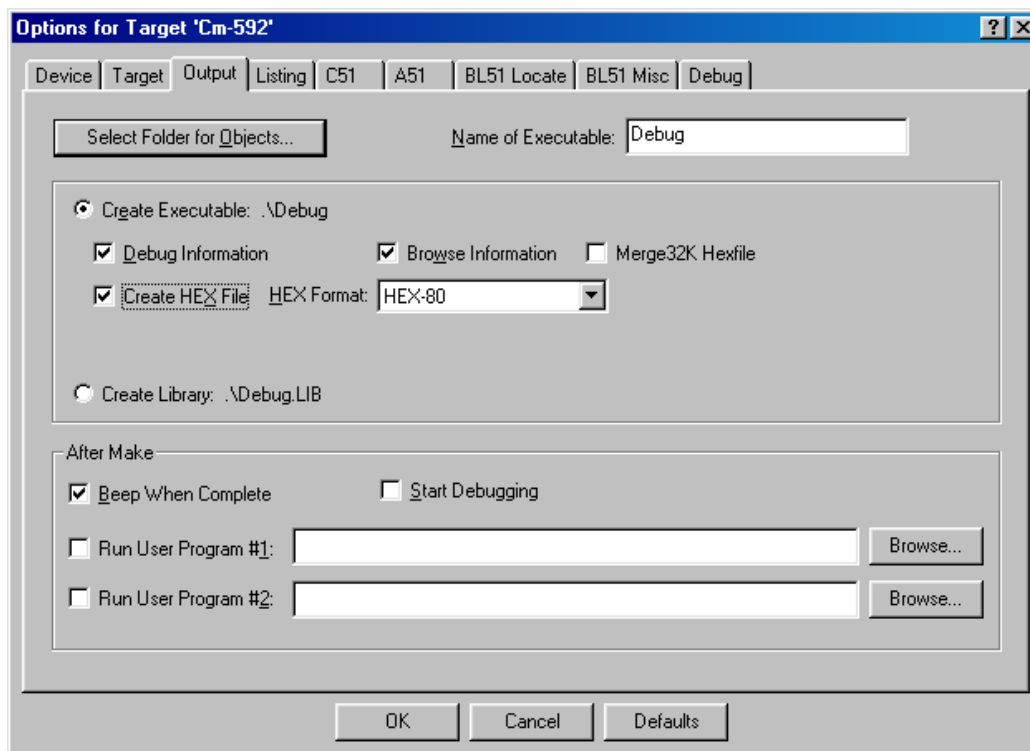 Options for Target 'Cm-592'
Device Target Output Listing C51 A51 BL51 Locate BL51 Misc Debug
Select Folder for Objects... Name of Executable: Debug
Create Executable: .\Debug
Debug Information Browse Information Merge32K Hexfile
Create HEX File HEX Format: HEX-80
Create Library: .\Debug.LIB
After Make
Beep When Complete Start Debugging
Run User Program #1: Browse...
Run User Program #2: Browse...
OK Cancel Defaults